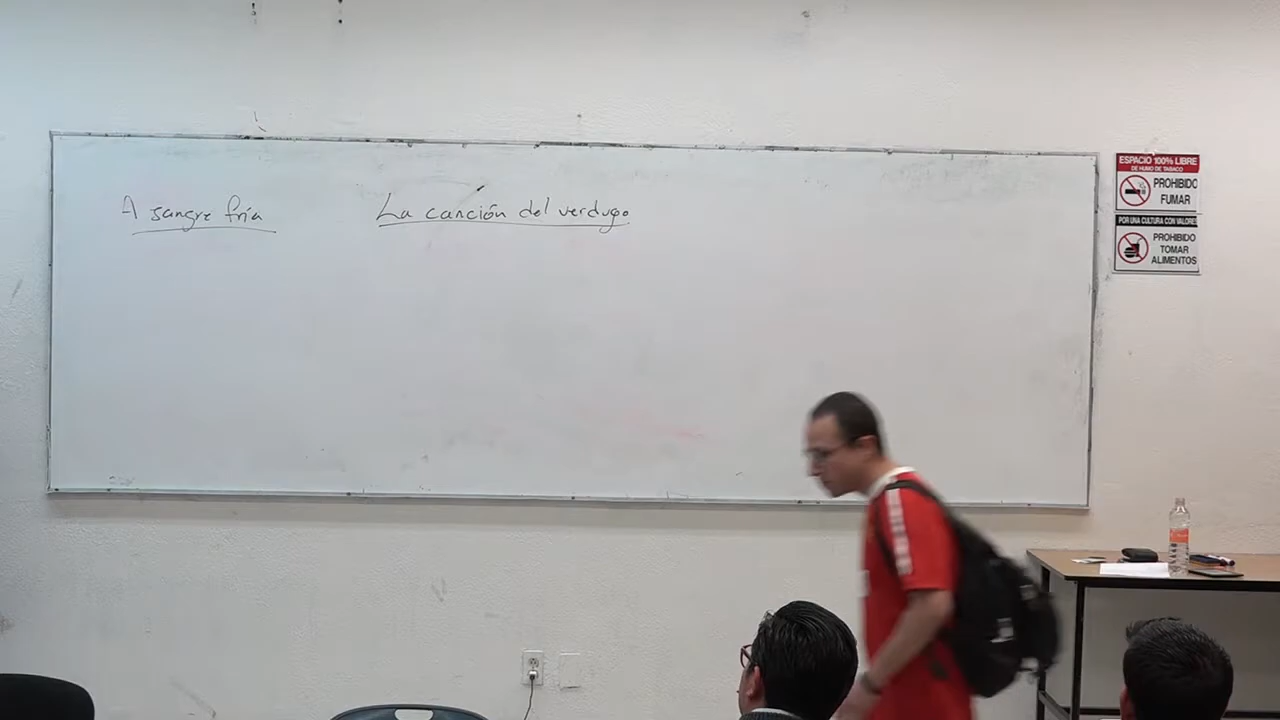 A sangre fría
La canción del verdugo
ESPACIO 100% LIBRE
DE HUMO DE TABACO
PROHIBIDO
FUMAR
POR UNA CULTURA CON VALORES
PROHIBIDO
TOMAR
ALIMENTOS